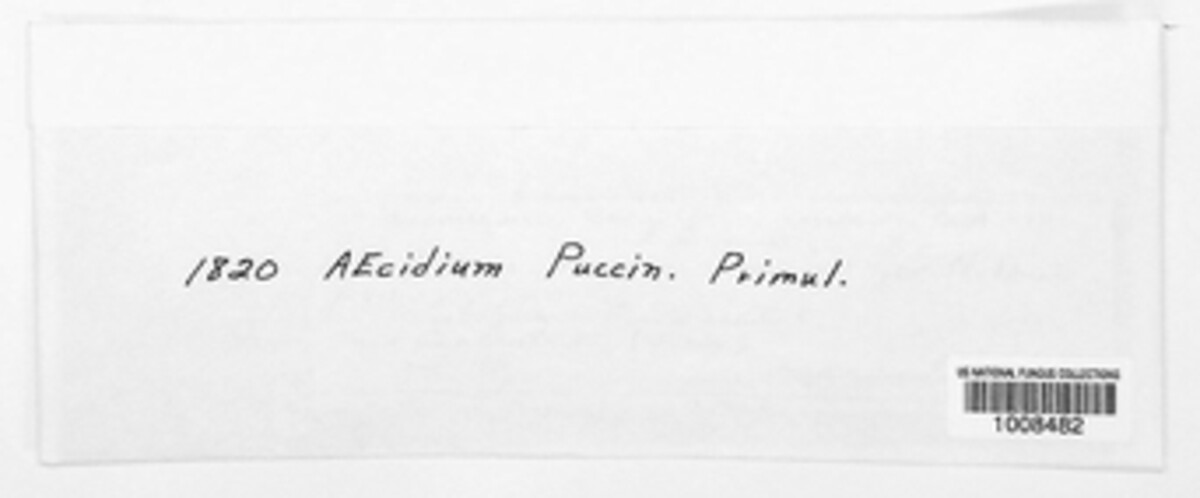 1820 AEcidium Puccin. Primul.
US NATIONAL FUNGUS COLLECTIONS
1008482